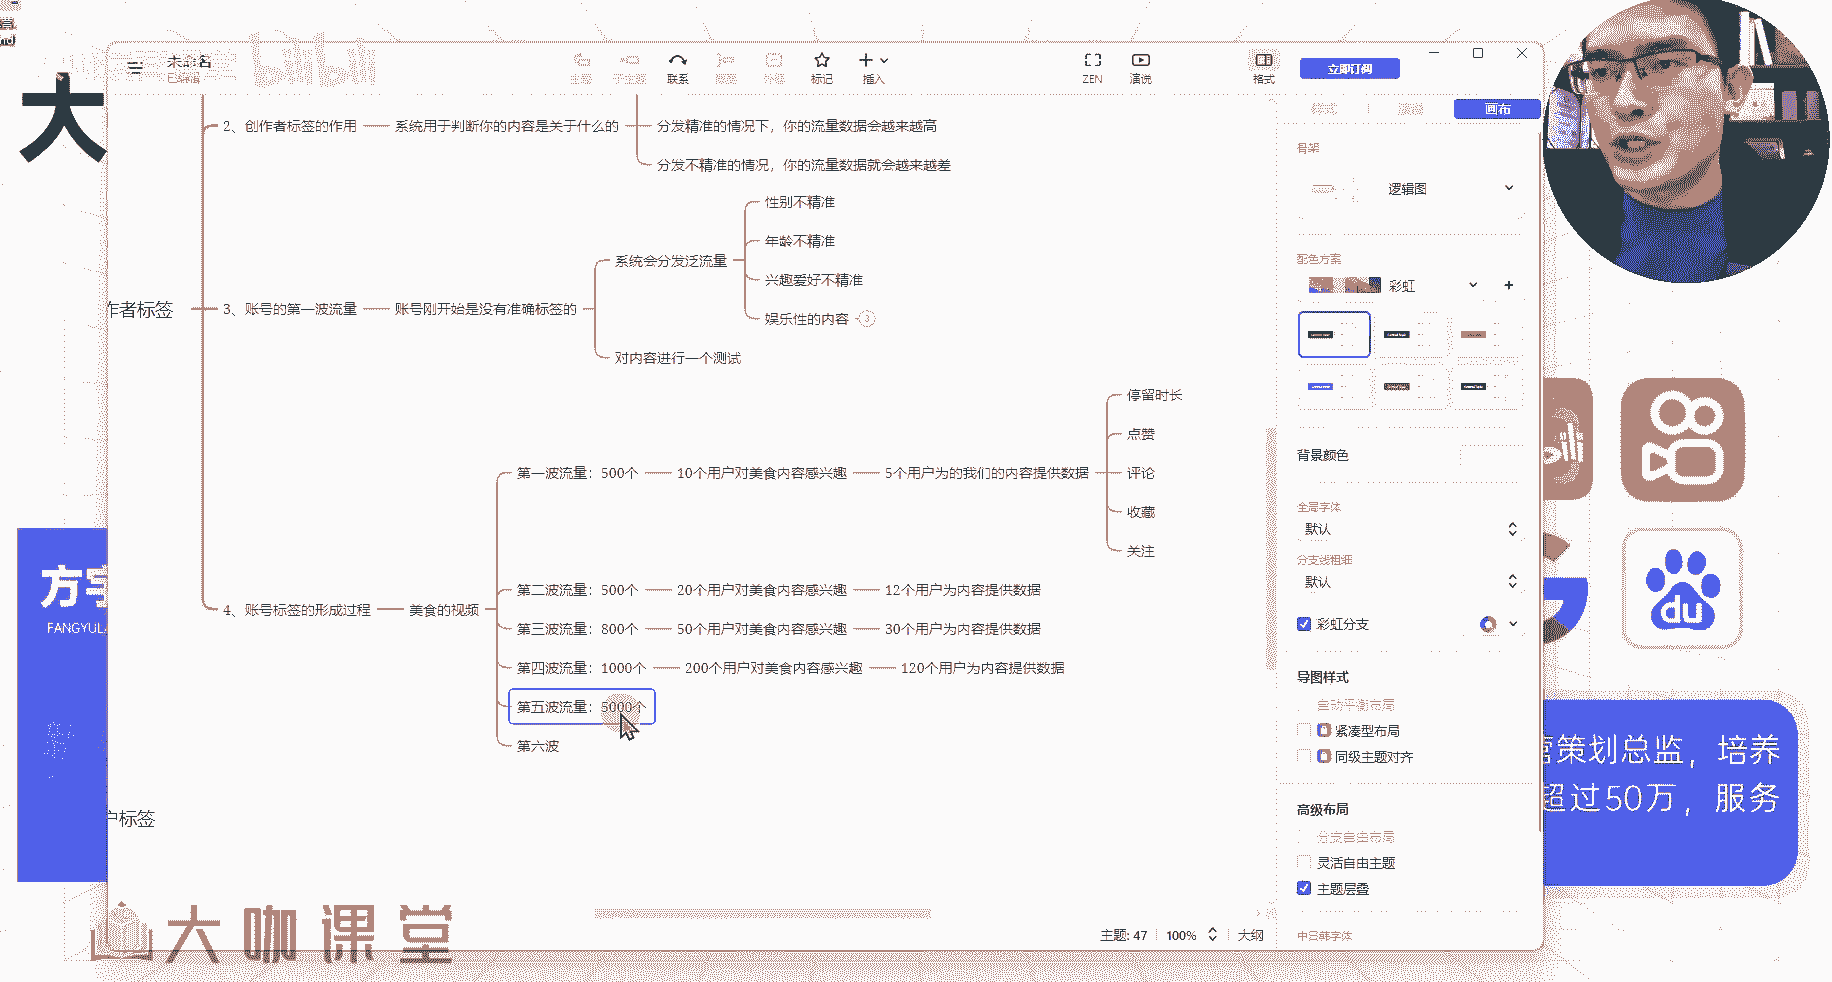 未命名
联系
标记
插入
ZEN
演说
格式
立即订阅
画布
大
2、创作者标签的作用
系统用于判断你的内容是关于什么的
分发精准的情况下，你的流量数据会越来越高
分发不精准的情况，你的流量数据就会越来越差
性别不精准
年龄不精准
兴趣爱好不精准
娱乐性的内容 3
系统会分发泛流量
作者标签
3、账号的第一波流量
账号刚开始是没有准确标签的
对内容进行一个测试
停留时长
点赞
评论
收藏
关注
第一波流量：500个
10个用户对美食内容感兴趣
5个用户为的我们的内容提供数据
第二波流量：500个
20个用户对美食内容感兴趣
12个用户为内容提供数据
4、账号标签的形成过程
美食的视频
第三波流量：800个
50个用户对美食内容感兴趣
30个用户为内容提供数据
第四波流量：1000个
200个用户对美食内容感兴趣
120个用户为内容提供数据
第五波流量：5000个
第六波
户标签
骨架
逻辑图
配色方案
彩虹
背景颜色
全局字体
默认
分支线粗细
默认
彩虹分支
导图样式
自动平衡布局
紧凑型布局
同级主题对齐
高级布局
分支自由布局
灵活自由主题
主题层叠
中日韩字体
主题: 47
100%
大纲
方宇
FANGYULA
du
营策划总监，培养
超过50万，服务
大咖课堂
bilibili